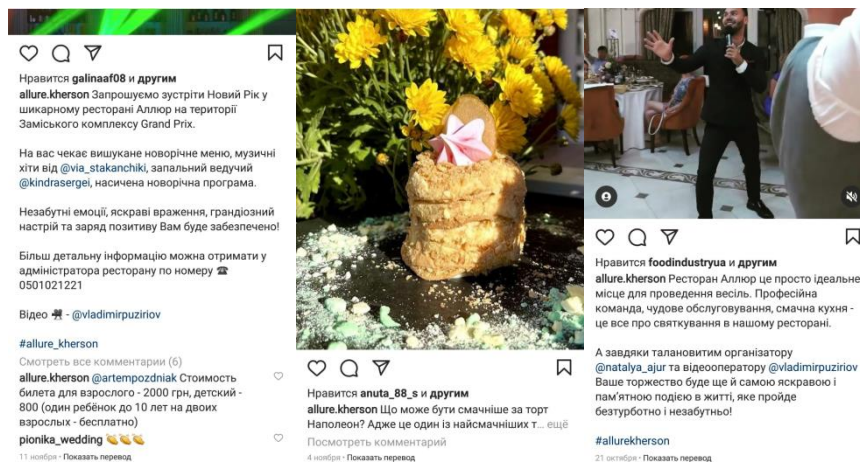 Нравится galinaaf08 и другим
allure.kherson Запрошуємо зустріти Новий Рік у
шикарному ресторані Аллюр на території
Заміського комплексу Grand Prix.
На вас чекає вишукане новорічне меню, музичні
хіти від @via_stakanchiki, запальний ведучий
@kindrasergei, насичена новорічна програма.
Незабутні емоції, яскраві враження, грандіозний
настрій та заряд позитиву Вам буде забезпечено!
Більш детальну інформацію можна отримати у
адміністратора ресторану по номеру ☎
0501021221
Відео 🎥 - @vladimirpuziriov
#allure_kherson
Смотреть все комментарии (6)
allure.kherson @artempozdniak Стоимость
билета для взрослого - 2000 грн, детский -
800 (один ребёнок до 10 лет на двоих
взрослых - бесплатно)
pionika_wedding 👏👏👏
11 ноября · Показать перевод
Нравится anuta_88_s и другим
allure.kherson Що може бути смачніше за торт
Наполеон? Адже це один із найсмачніших т... ещё
Посмотреть комментарий
4 ноября · Показать перевод
Нравится foodindustryua и другим
allure.kherson Ресторан Аллюр це просто ідеальне
місце для проведення весіль. Професійна
команда, чудове обслуговування, смачна кухня -
це все про святкування в нашому ресторані.
А завдяки талановитим організатору
@natalya_ajur та відеооператору @vladimirpuziriov
Ваше торжество буде ще й самою яскравою і
пам'ятною подією в житті, яке пройде
безтурботно і незабутньо!
#allurekherson
21 октября · Показать перевод